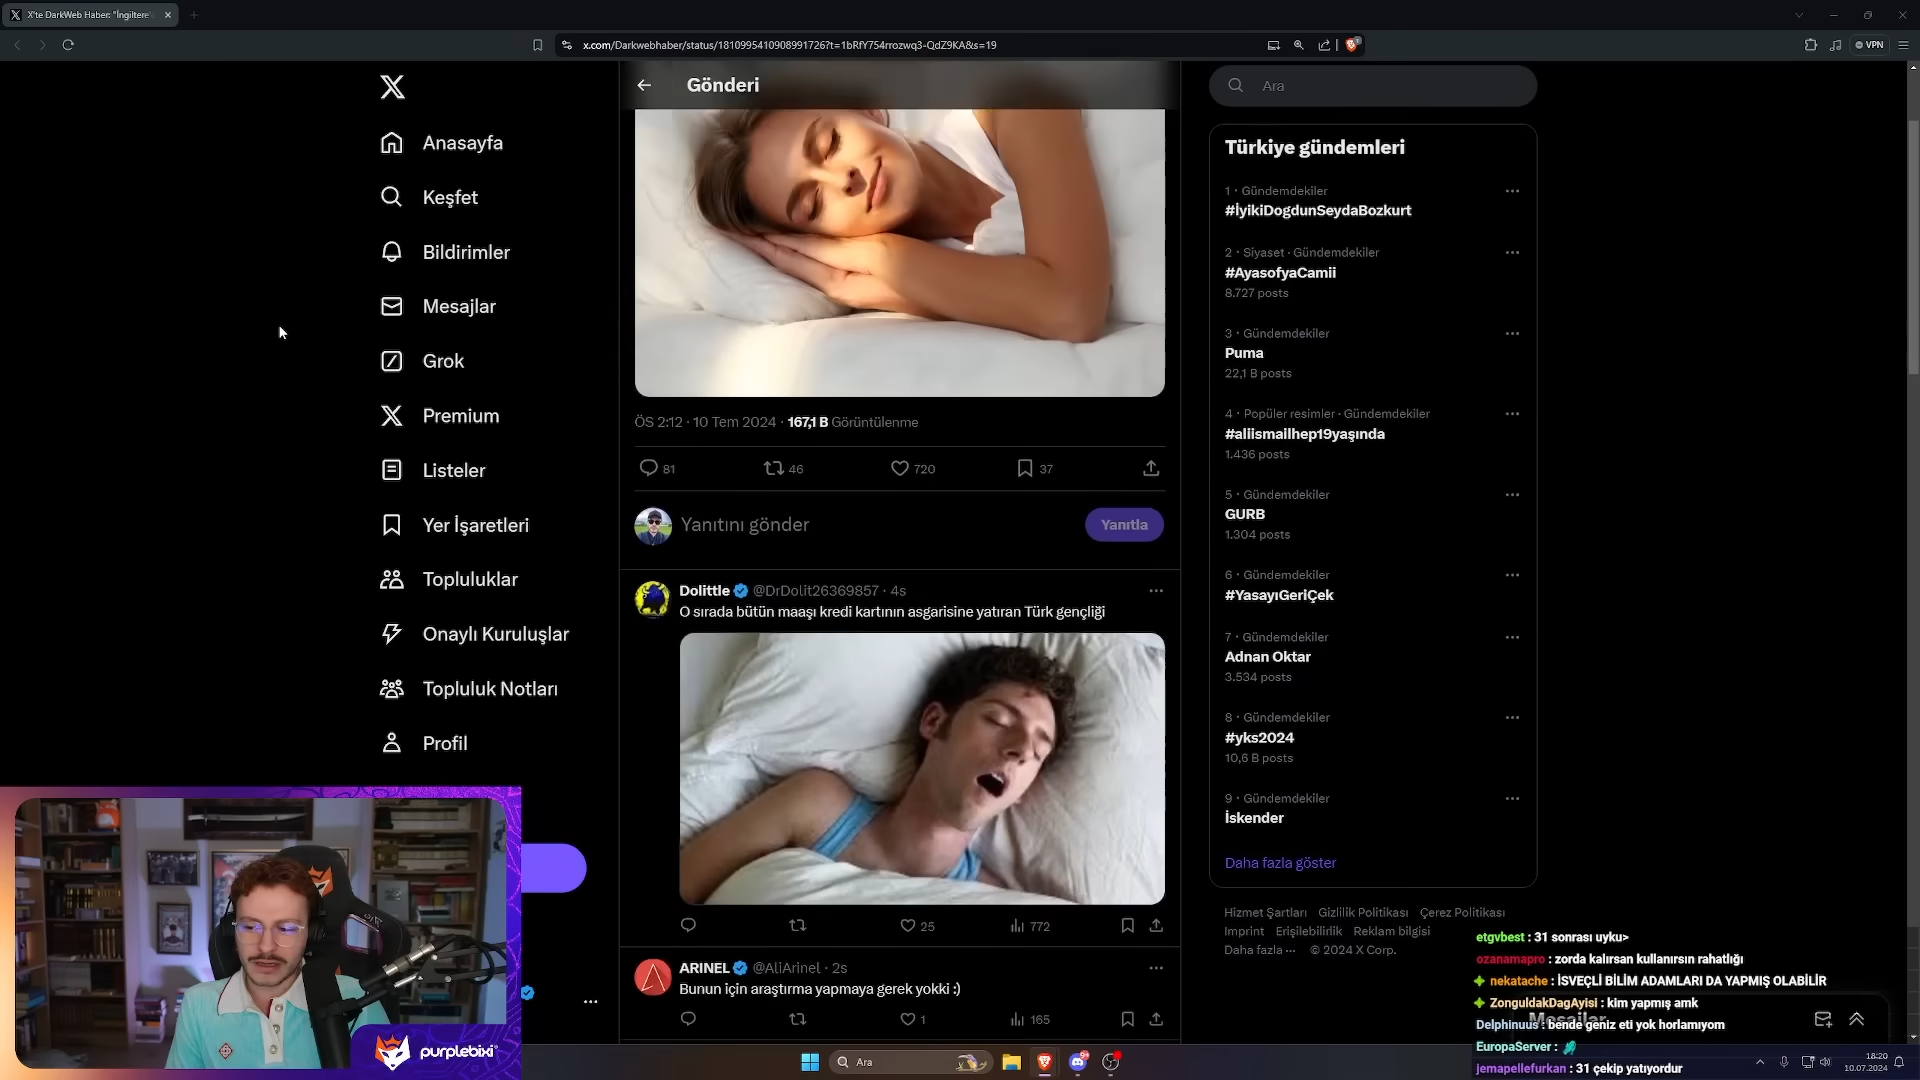 X'te DarkWeb Haber: "İngiltere'
x.com/Darkwebhaber/status/1810995410908991726?t=1bRfY754rrozwq3-QdZ9KA&s=19
VPN
Gönderi
Ara
Anasayfa
Keşfet
Bildirimler
Mesajlar
Grok
Premium
Listeler
Yer İşaretleri
Topluluklar
Onaylı Kuruluşlar
Topluluk Notları
Profil
ÖS 2:12 · 10 Tem 2024 · 167,1 B Görüntülenme
81 46 720 37
Yanıtını gönder
Yanıtla
Dolittle @DrDolit26369857 · 4s
O sırada bütün maaşı kredi kartının asgarisine yatıran Türk gençliği
25 772
ARINEL @AliArinel · 2s
Bunun için araştırma yapmaya gerek yokki :)
1 165
Türkiye gündemleri
1 · Gündemdekiler
#İyikiDogdunSeydaBozkurt
2 · Siyaset · Gündemdekiler
#AyasofyaCamii
8.727 posts
3 · Gündemdekiler
Puma
22,1 B posts
4 · Popüler resimler · Gündemdekiler
#aliismailhep19yaşında
1.436 posts
5 · Gündemdekiler
GURB
1.304 posts
6 · Gündemdekiler
#YasayıGeriÇek
7 · Gündemdekiler
Adnan Oktar
3.534 posts
8 · Gündemdekiler
#yks2024
10,6 B posts
9 · Gündemdekiler
İskender
Daha fazla göster
Hizmet Şartları Gizlilik Politikası Çerez Politikası
Imprint Erişilebilirlik Reklam bilgisi
Daha fazla ··· © 2024 X Corp.
etgvbest : 31 sonrası uyku>
ozanamapro : zorda kalırsan kullanırsın rahatlığı
nekatache : İSVEÇLİ BİLİM ADAMLARI DA YAPMIŞ OLABİLİR
ZonguldakDagAyisi : kim yapmış amk
Mesajlar
Delphinuus : bende geniz eti yok horlamıyom
EuropaServer :
jemapellefurkan : 31 çekip yatıyordur
purplebixi
Ara
18:20
10.07.2024